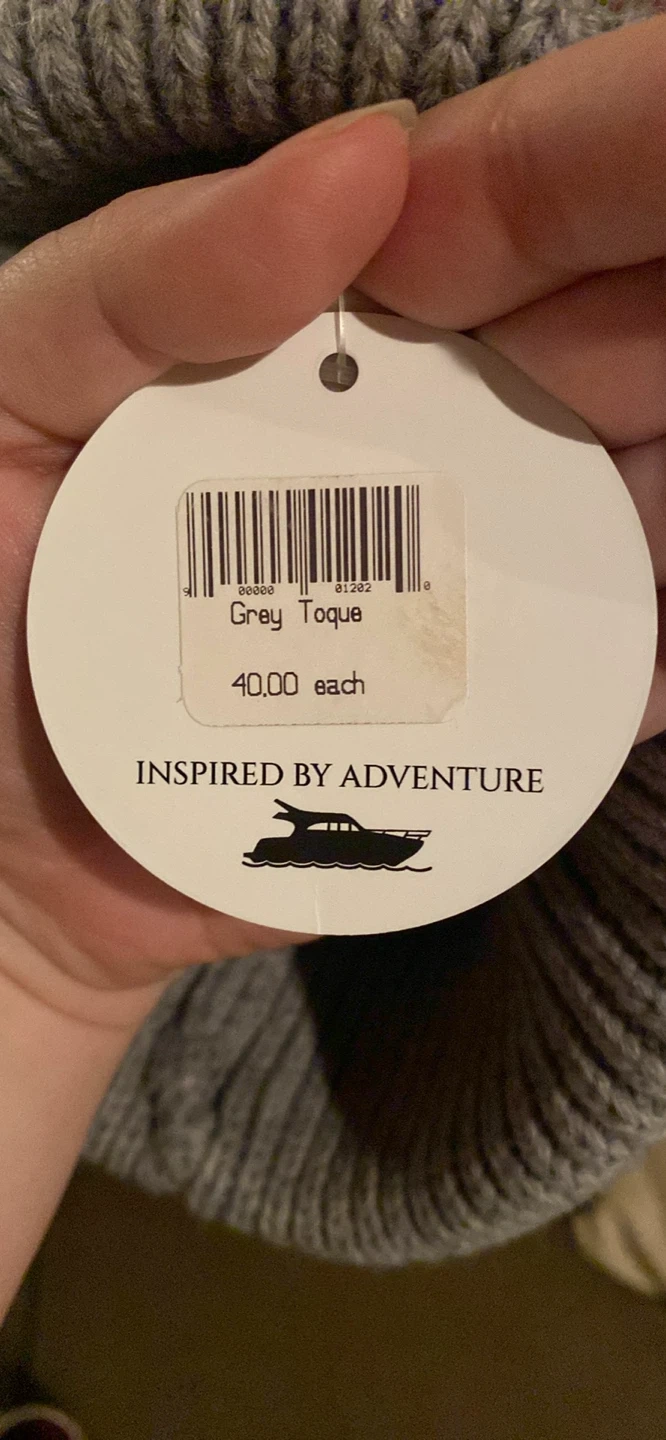 9 00000 01202 0
Grey Toque
40.00 each
INSPIRED BY ADVENTURE